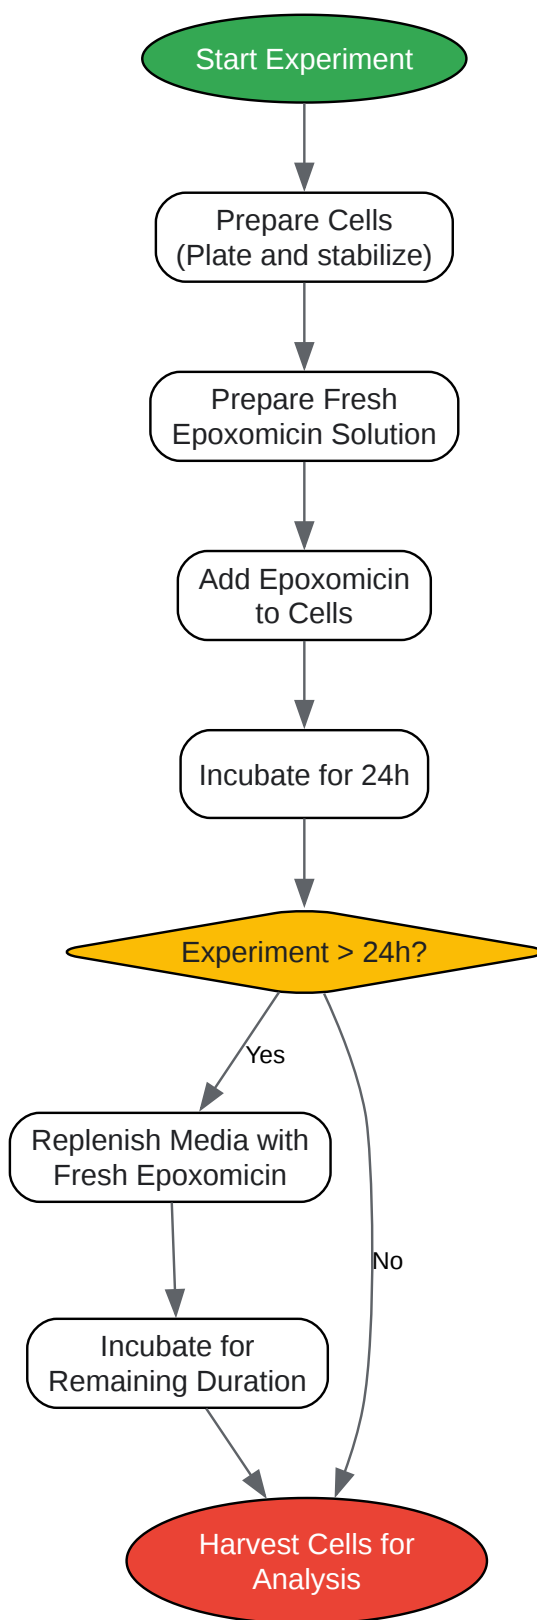 Start Experiment
Prepare Cells
(Plate and stabilize)
Prepare Fresh
Epoxomicin Solution
Add Epoxomicin
to Cells
Incubate for 24h
Experiment > 24h?
Yes
Replenish Media with
Fresh Epoxomicin
No
Incubate for
Remaining Duration
Harvest Cells for
Analysis